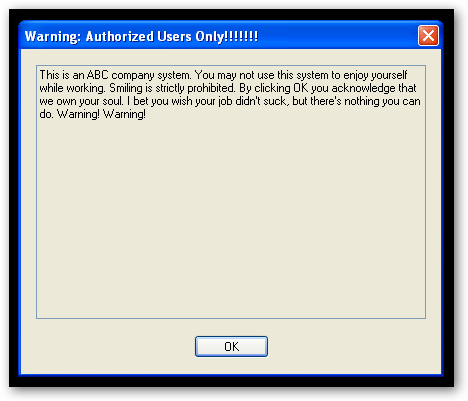 Warning: Authorized Users Only!!!!!!!
This is an ABC company system. You may not use this system to enjoy yourself
while working. Smiling is strictly prohibited. By clicking OK you acknowledge that
we own your soul. I bet you wish your job didn't suck, but there's nothing you can
do. Warning! Warning!
OK